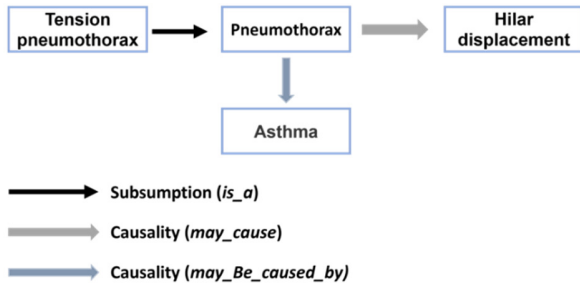 Tension
pneumothorax
Pneumothorax
Hilar
displacement
Asthma
Subsumption (is_a)
Causality (may_cause)
Causality (may_Be_caused_by)